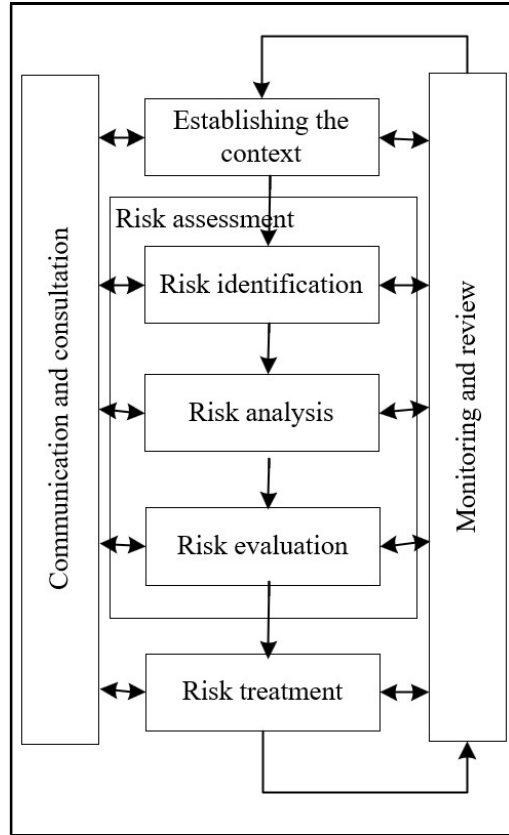 Establishing the
context
Risk assessment
Risk identification
Risk analysis
Risk evaluation
Risk treatment
Communication and consultation
Monitoring and review